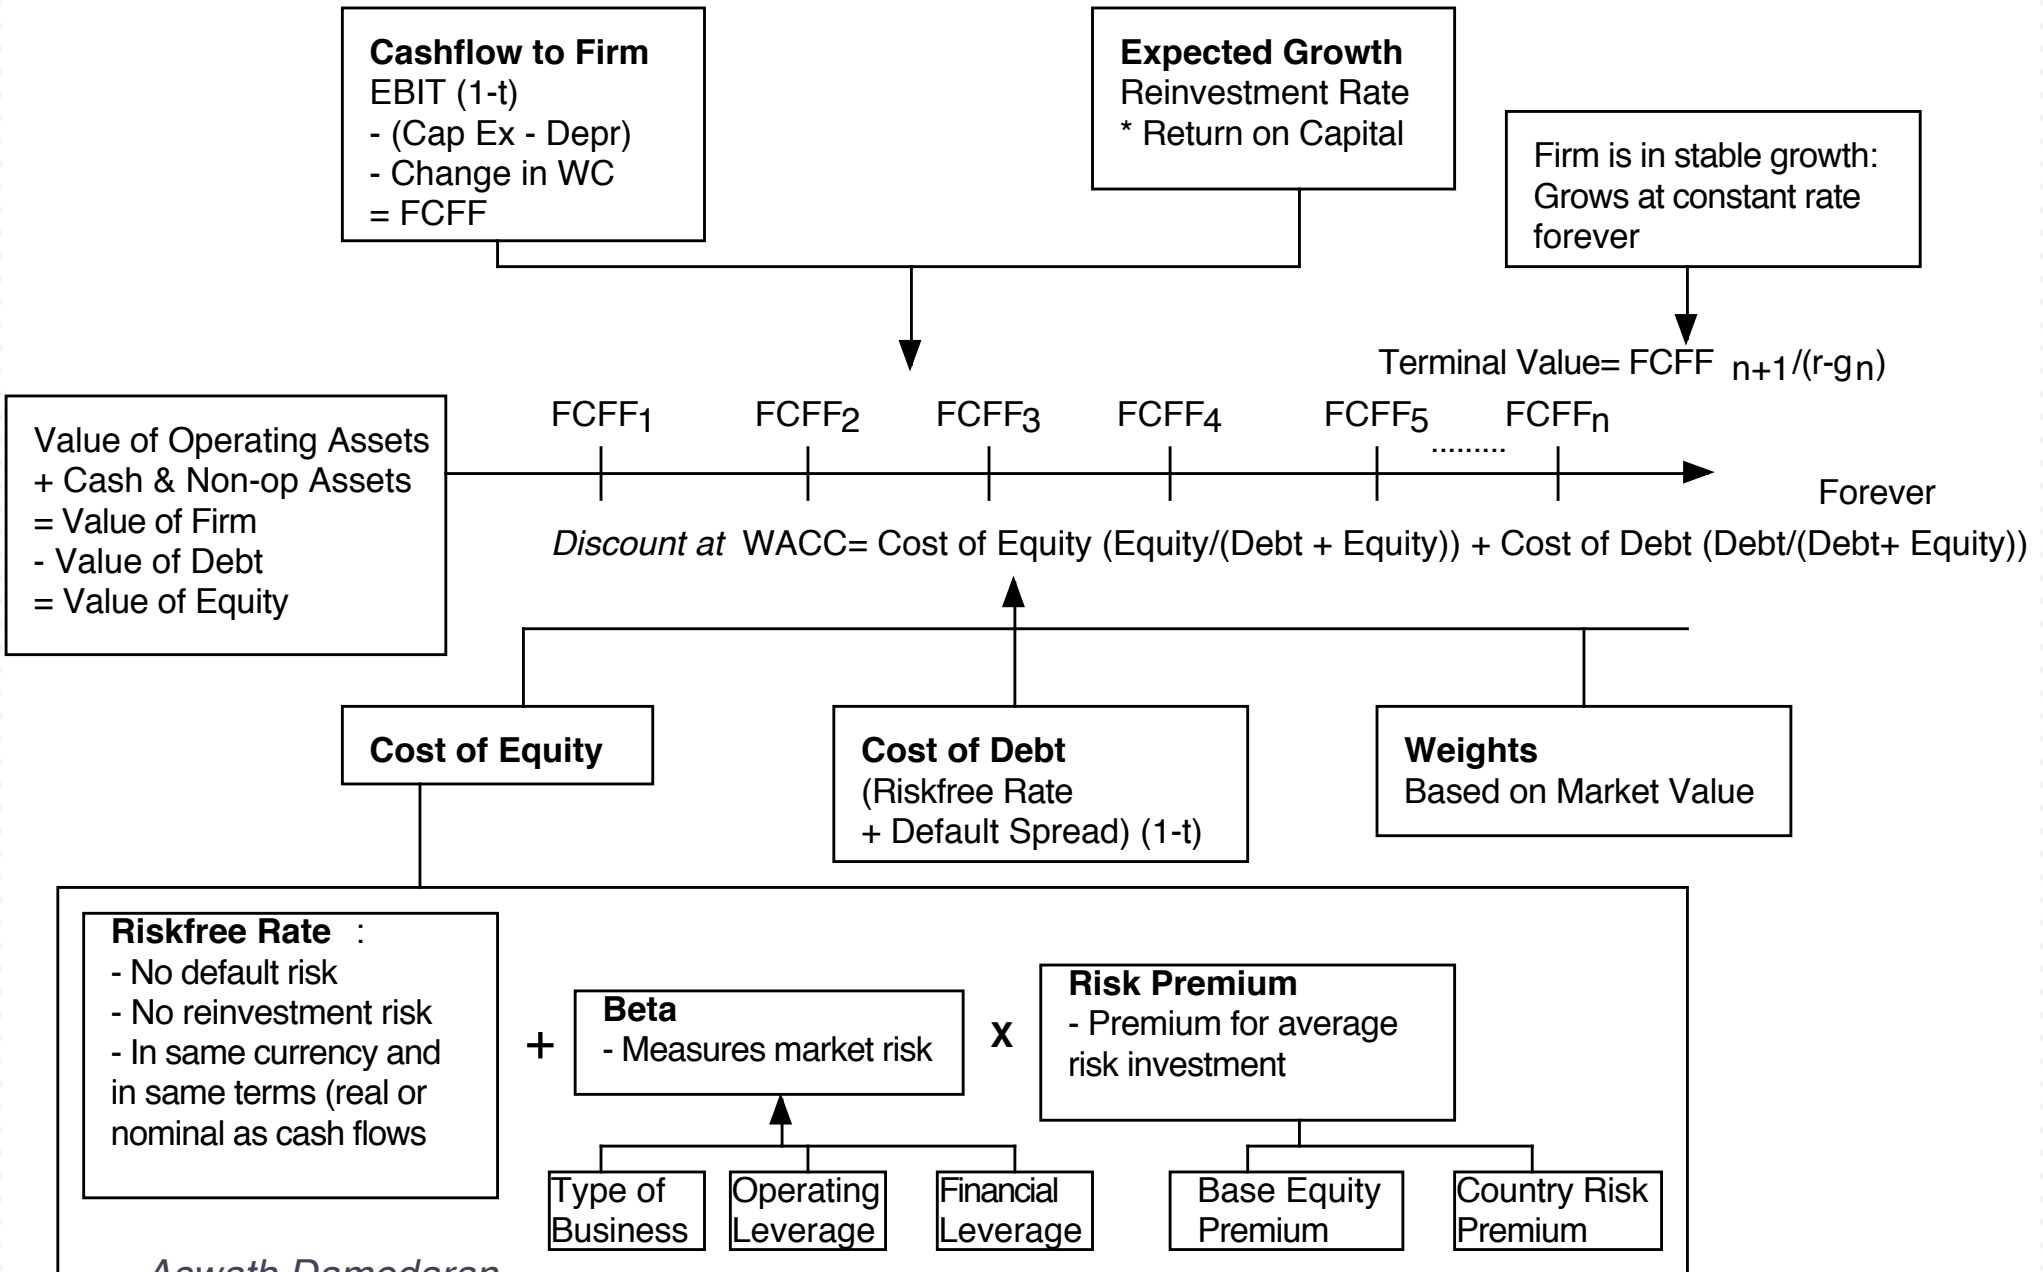 Cashflow to Firm
EBIT (1-t)
- (Cap Ex - Depr)
- Change in WC
= FCFF
Expected Growth
Reinvestment Rate
* Return on Capital
Firm is in stable growth:
Grows at constant rate
forever
Terminal Value= FCFF n+1/(r-gn)
FCFF1 FCFF2 FCFF3 FCFF4 FCFF5 ......... FCFFn
Forever
Value of Operating Assets
+ Cash & Non-op Assets
= Value of Firm
- Value of Debt
= Value of Equity
Discount at WACC= Cost of Equity (Equity/(Debt + Equity)) + Cost of Debt (Debt/(Debt+ Equity))
Cost of Equity
Cost of Debt
(Riskfree Rate
+ Default Spread) (1-t)
Weights
Based on Market Value
Riskfree Rate :
- No default risk
- No reinvestment risk
- In same currency and
in same terms (real or
nominal as cash flows
+
Beta
- Measures market risk
X
Risk Premium
- Premium for average
risk investment
Type of
Business
Operating
Leverage
Financial
Leverage
Base Equity
Premium
Country Risk
Premium
Aswath Damodaran